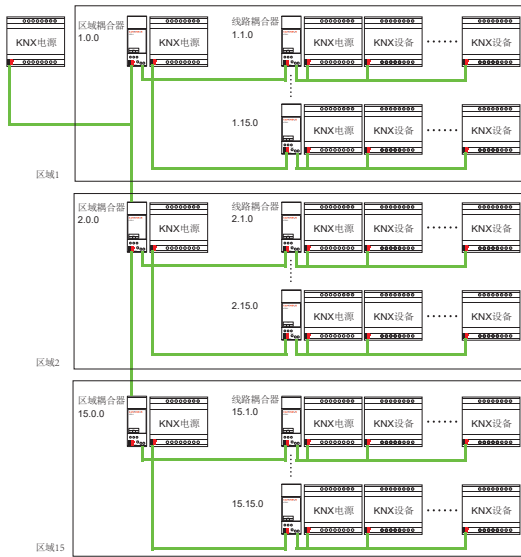 KNX电源
区域耦合器
1.0.0
KNX电源
线路耦合器
1.1.0
KNX电源
KNX设备
······
KNX设备
1.15.0
KNX电源
KNX设备
······
KNX设备
区域1
区域耦合器
2.0.0
KNX电源
线路耦合器
2.1.0
KNX电源
KNX设备
······
KNX设备
2.15.0
KNX电源
KNX设备
······
KNX设备
区域2
区域耦合器
15.0.0
KNX电源
线路耦合器
15.1.0
KNX电源
KNX设备
······
KNX设备
15.15.0
KNX电源
KNX设备
······
KNX设备
区域15